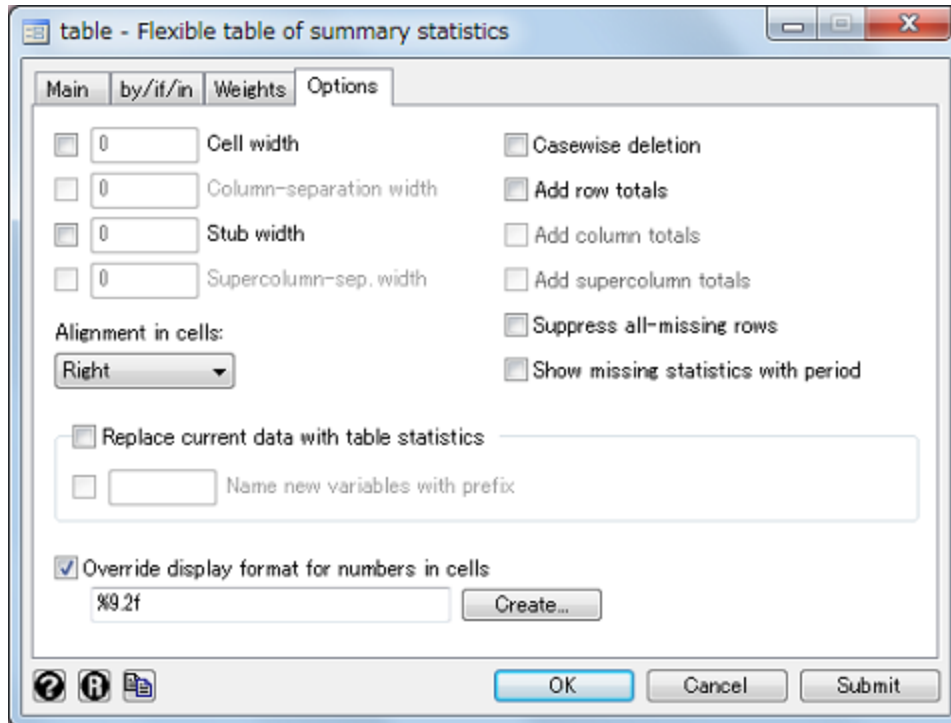 table - Flexible table of summary statistics
Main by/if/in Weights Options
0 Cell width
0 Column-separation width
0 Stub width
0 Supercolumn-sep. width
Alignment in cells:
Right
Casewise deletion
Add row totals
Add column totals
Add supercolumn totals
Suppress all-missing rows
Show missing statistics with period
Replace current data with table statistics
Name new variables with prefix
Override display format for numbers in cells
%9.2f Create...
? R OK Cancel Submit